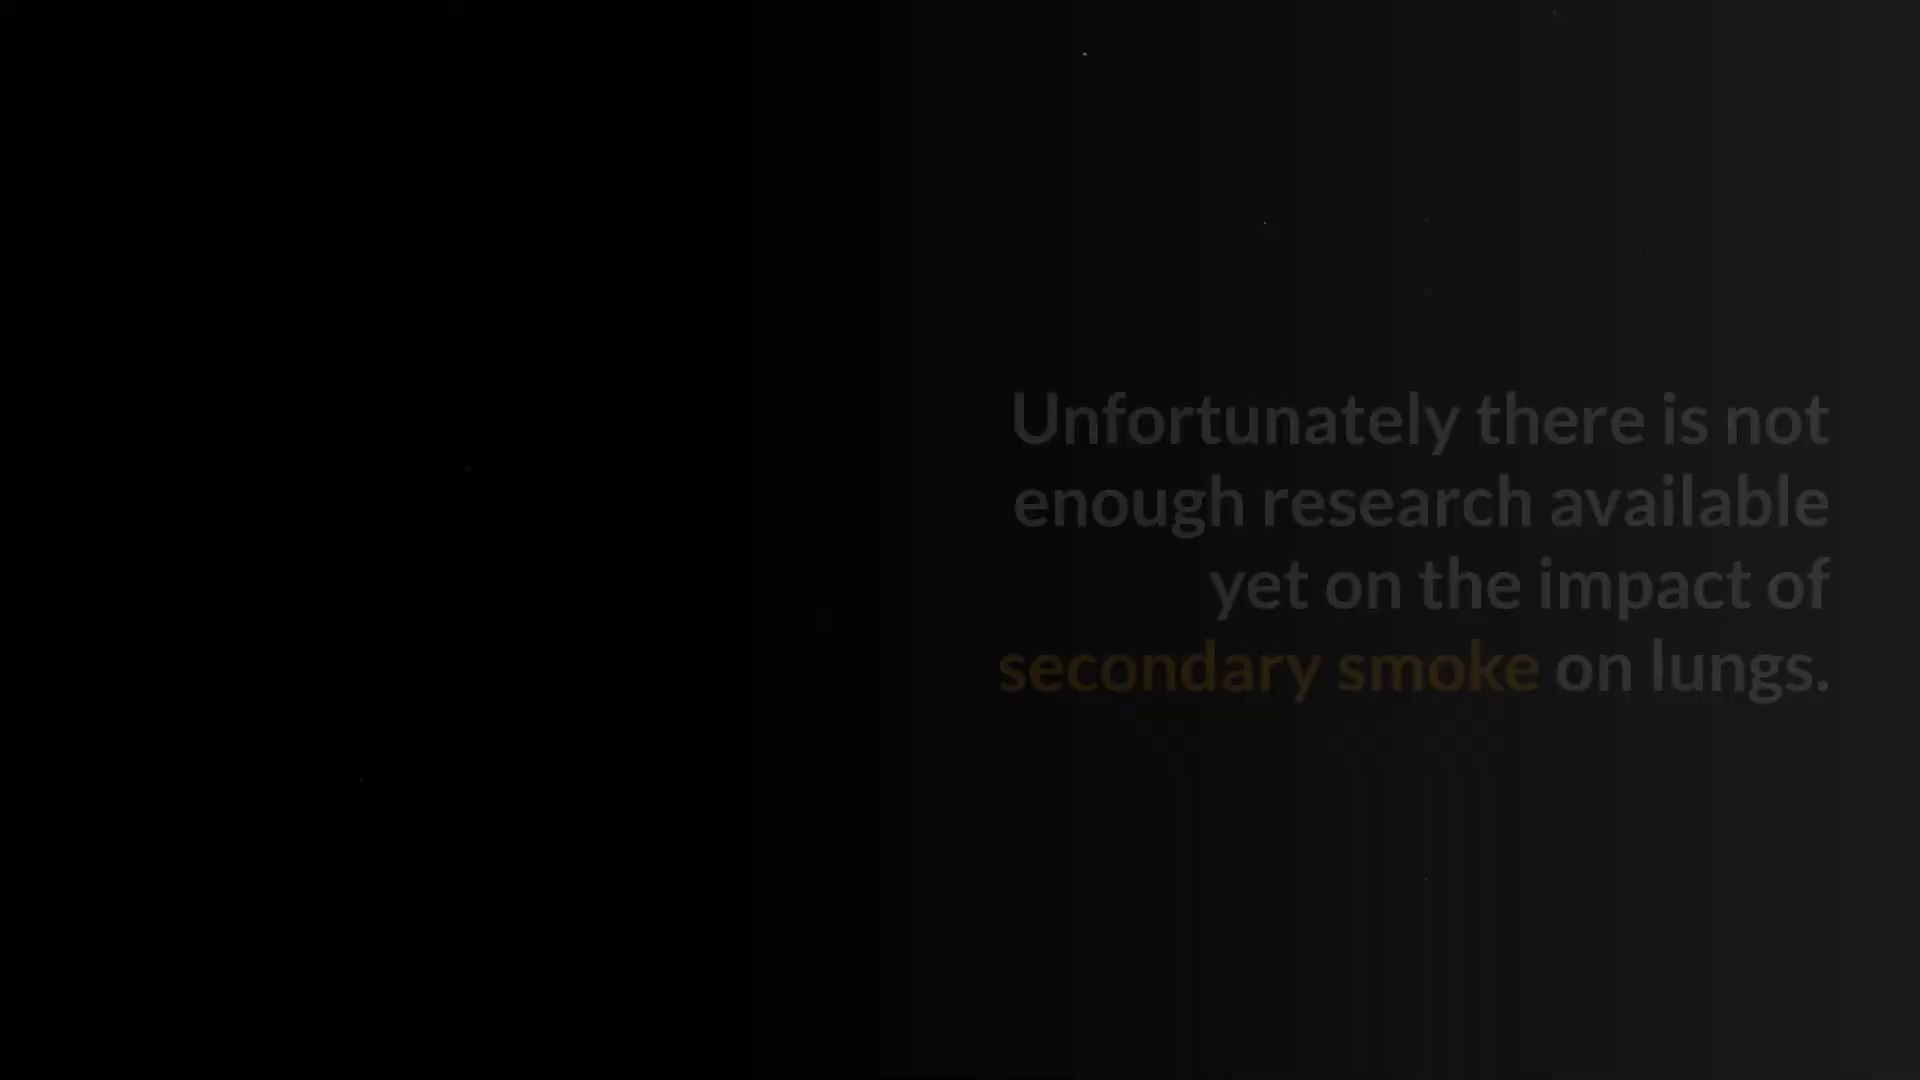 Unfortunately there is not
enough research available
yet on the impact of
secondary smoke on lungs.